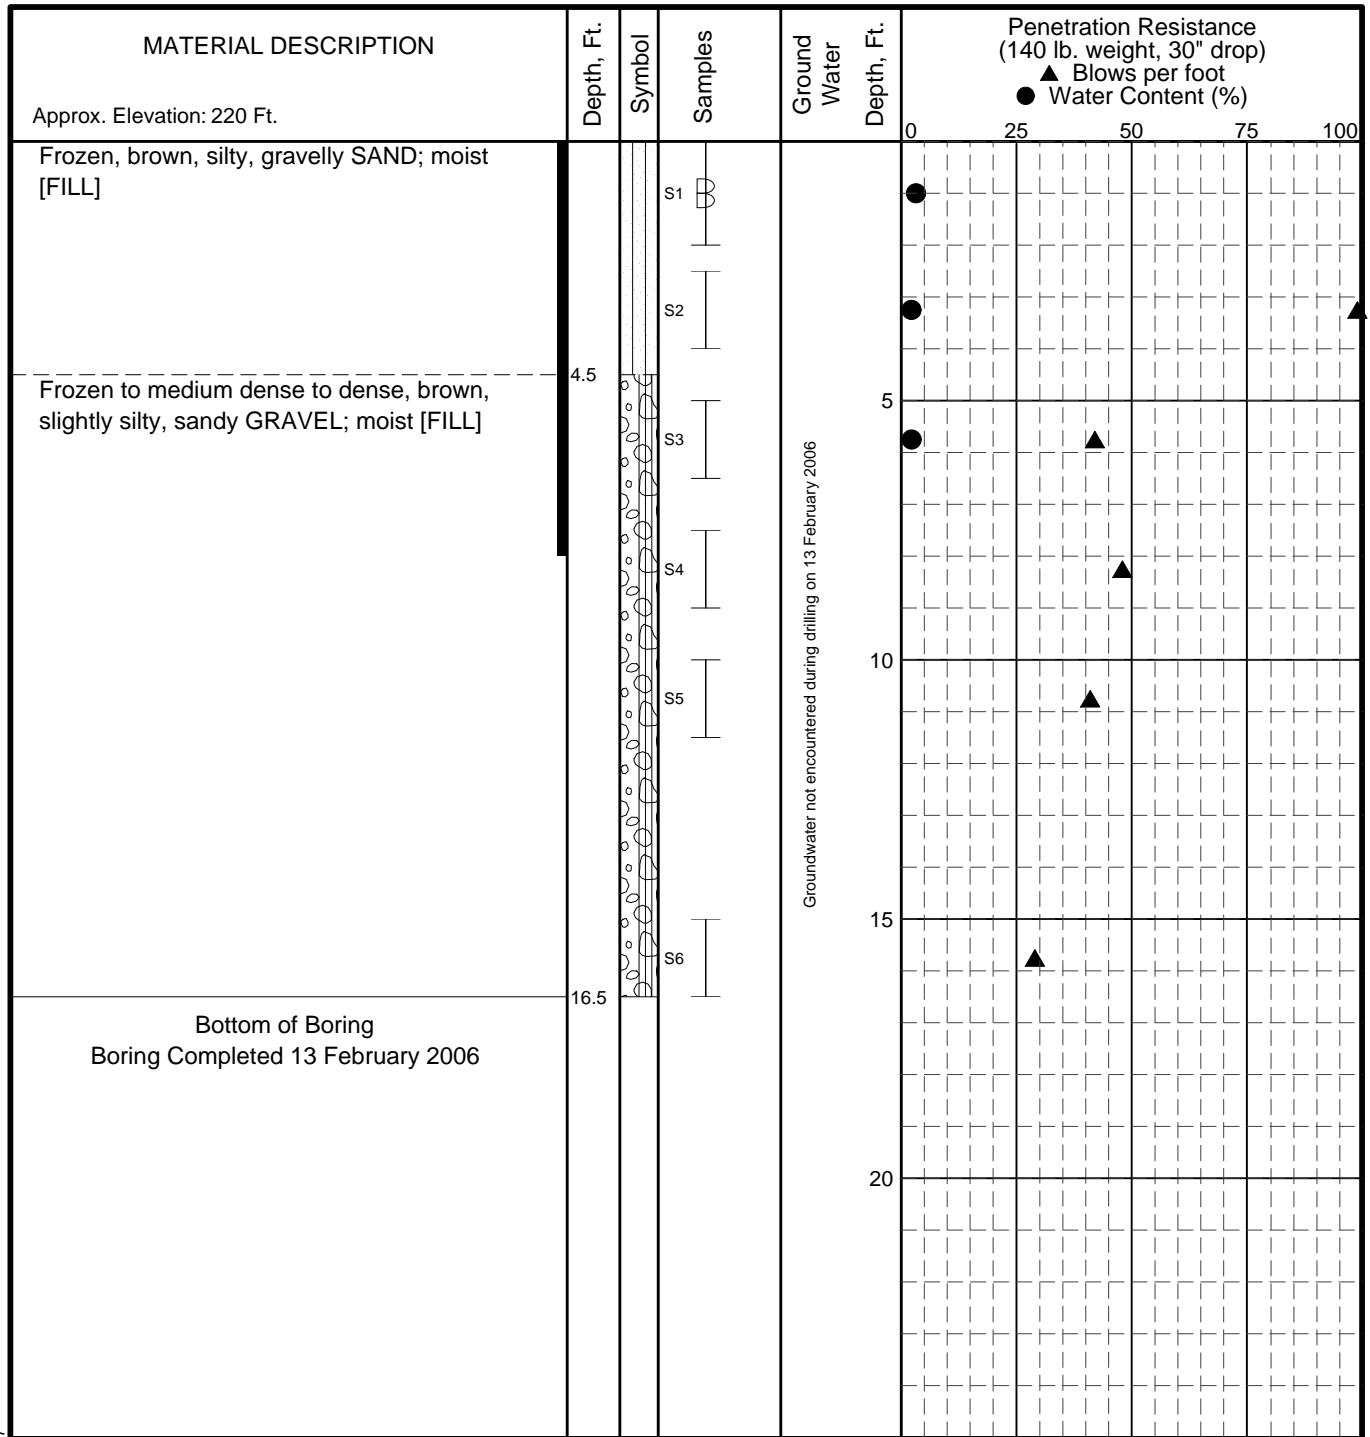 MATERIAL DESCRIPTION
Approx. Elevation: 220 Ft.
Depth, Ft.
Symbol
Samples
Ground
Water
Depth, Ft.
Penetration Resistance
(140 lb. weight, 30" drop)
▲ Blows per foot
● Water Content (%)
0 25 50 75 100
Frozen, brown, silty, gravelly SAND; moist
[FILL]
S1
B
S2
4.5
Frozen to medium dense to dense, brown,
slightly silty, sandy GRAVEL; moist [FILL]
5
S3
Groundwater not encountered during drilling on 13 February 2006
S4
10
S5
15
S6
16.5
Bottom of Boring
Boring Completed 13 February 2006
20